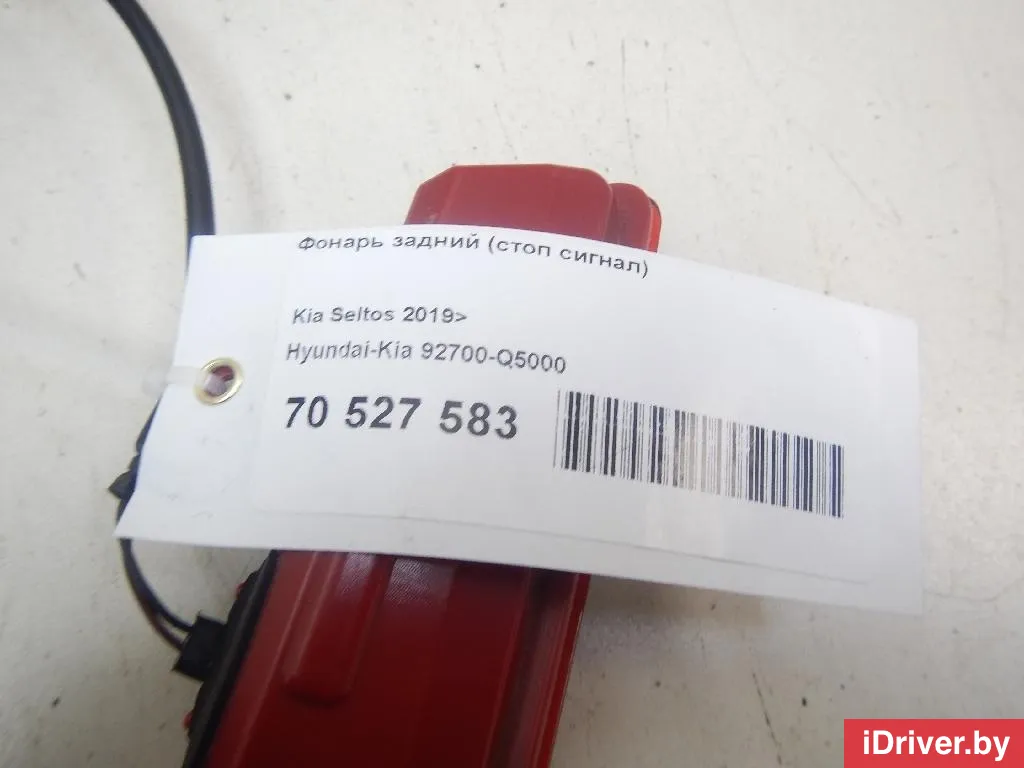 Фонарь задний (стоп сигнал)
Kia Seltos 2019>
Hyundai-Kia 92700-Q5000
70 527 583
iDriver.by